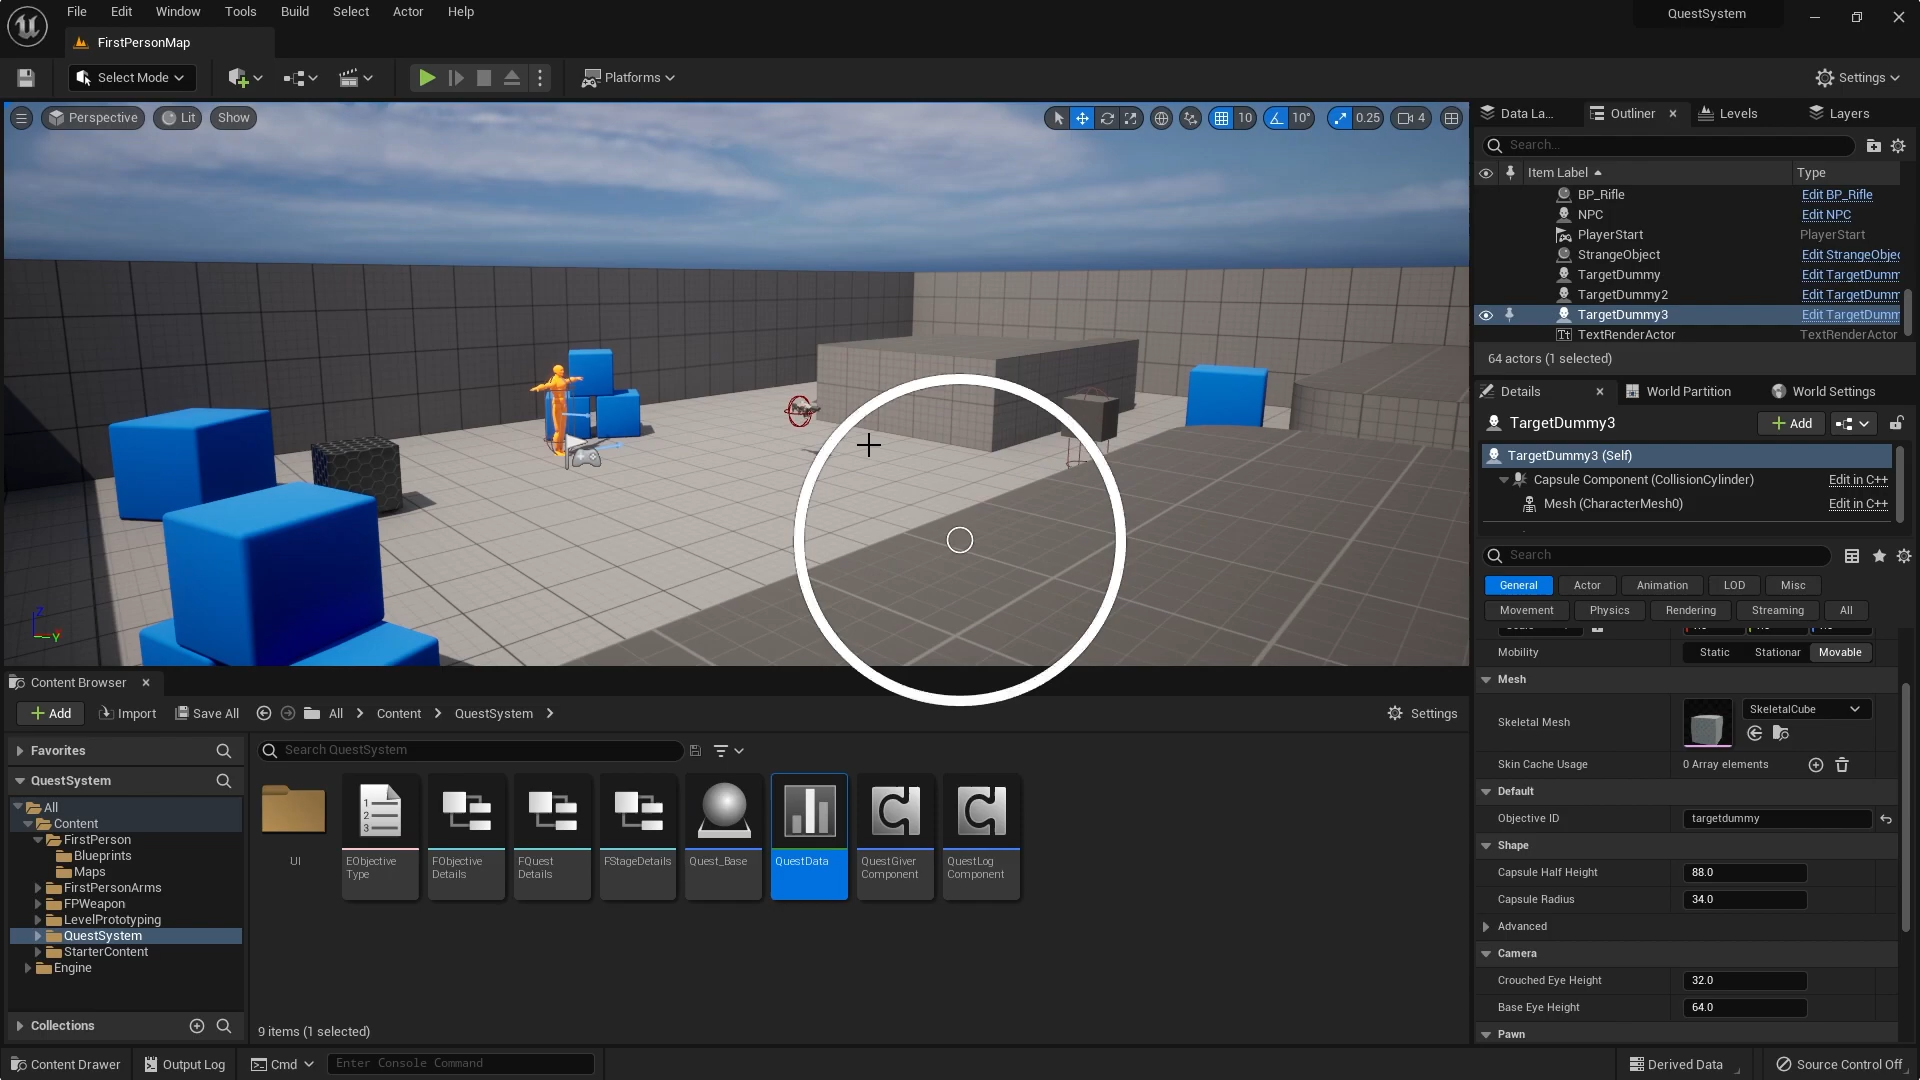 File Edit Window Tools Build Select Actor Help
QuestSystem
FirstPersonMap
Select Mode
Platforms
Settings
Perspective Lit Show
10 10° 0.25 4
Data La... Outliner Levels Layers
Search...
Item Label Type
BP_Rifle Edit BP_Rifle
NPC Edit NPC
PlayerStart PlayerStart
StrangeObject Edit StrangeObjec
TargetDummy Edit TargetDumm
TargetDummy2 Edit TargetDumm
TargetDummy3 Edit TargetDumm
TextRenderActor TextRenderActor
64 actors (1 selected)
Details World Partition World Settings
TargetDummy3 Add
TargetDummy3 (Self)
Capsule Component (CollisionCylinder) Edit in C++
Mesh (CharacterMesh0) Edit in C++
Search
General Actor Animation LOD Misc
Movement Physics Rendering Streaming All
Mobility Static Stationar Movable
Mesh
Skeletal Mesh SkeletalCube
Skin Cache Usage 0 Array elements
Default
Objective ID targetdummy
Shape
Capsule Half Height 88.0
Capsule Radius 34.0
Advanced
Camera
Crouched Eye Height 32.0
Base Eye Height 64.0
Pawn
Z
Y
Content Browser
Add Import Save All All Content QuestSystem Settings
Favorites
Search QuestSystem
QuestSystem
All
Content
FirstPerson
Blueprints
Maps
FirstPersonArms
FPWeapon
LevelPrototyping
QuestSystem
StarterContent
Engine
Collections
1
2
3
UI
EObjective
Type
FObjective
Details
FQuest
Details
FStageDetails
Quest_Base
QuestData
QuestGiver
Component
QuestLog
Component
9 items (1 selected)
Content Drawer Output Log Cmd Enter Console Command Derived Data Source Control Off